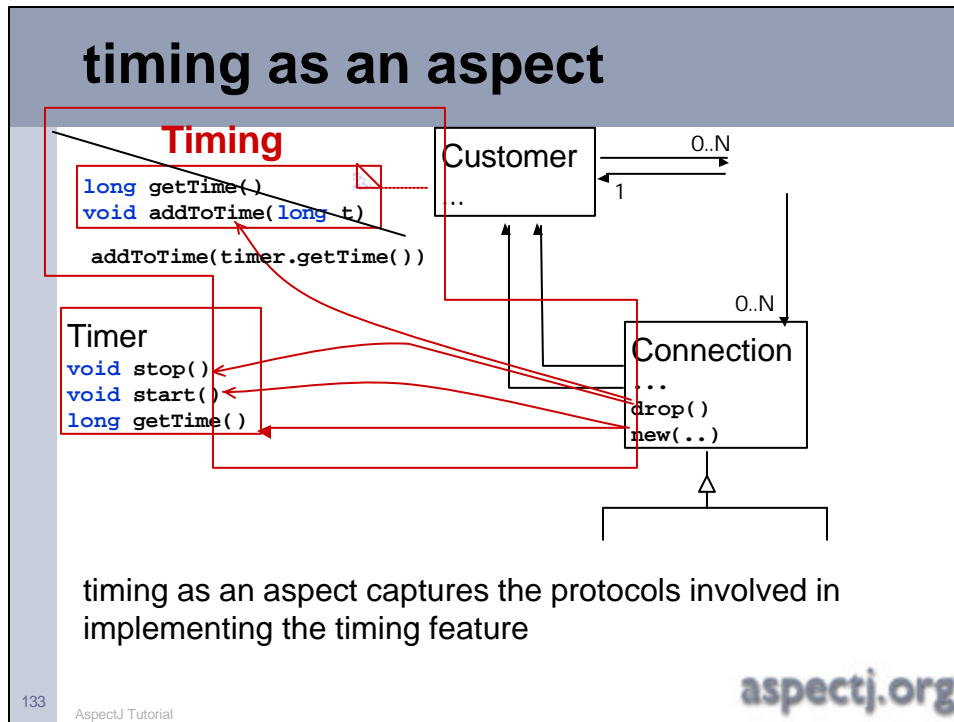 timing as an aspect
Timing
long getTime()
void addToTime(long t)
addToTime(timer.getTime())
Customer
...
0..N
1
0..N
Timer
void stop()
void start()
long getTime()
Connection
...
drop()
new(..)
timing as an aspect captures the protocols involved in
implementing the timing feature
133
AspectJ Tutorial
aspectj.org